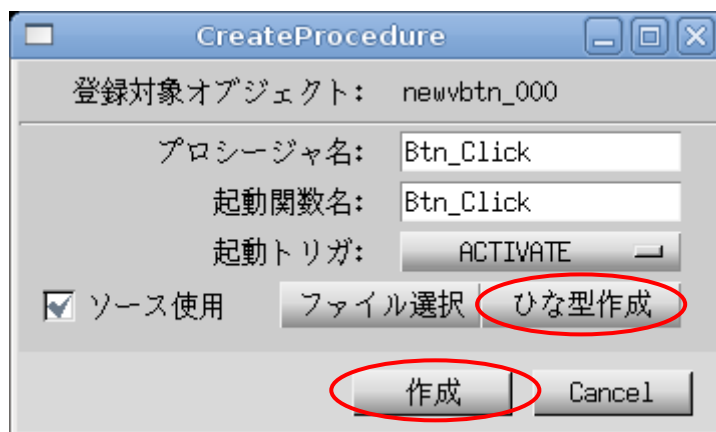 CreateProcedure
登録対象オブジェクト: newvbtn_000
プロシージャ名: Btn_Click
起動関数名: Btn_Click
起動トリガ: ACTIVATE
ソース使用 ファイル選択 ひな型作成
作成 Cancel